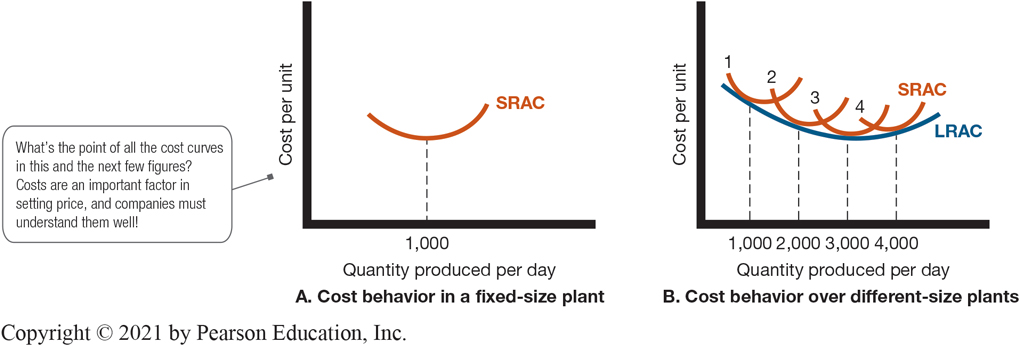 What's the point of all the cost curves
in this and the next few figures?
Costs are an important factor in
setting price, and companies must
understand them well!
Cost per unit
SRAC
1,000
Quantity produced per day
A. Cost behavior in a fixed-size plant
Cost per unit
1
2
3
4
SRAC
LRAC
1,000 2,000 3,000 4,000
Quantity produced per day
B. Cost behavior over different-size plants
Copyright © 2021 by Pearson Education, Inc.